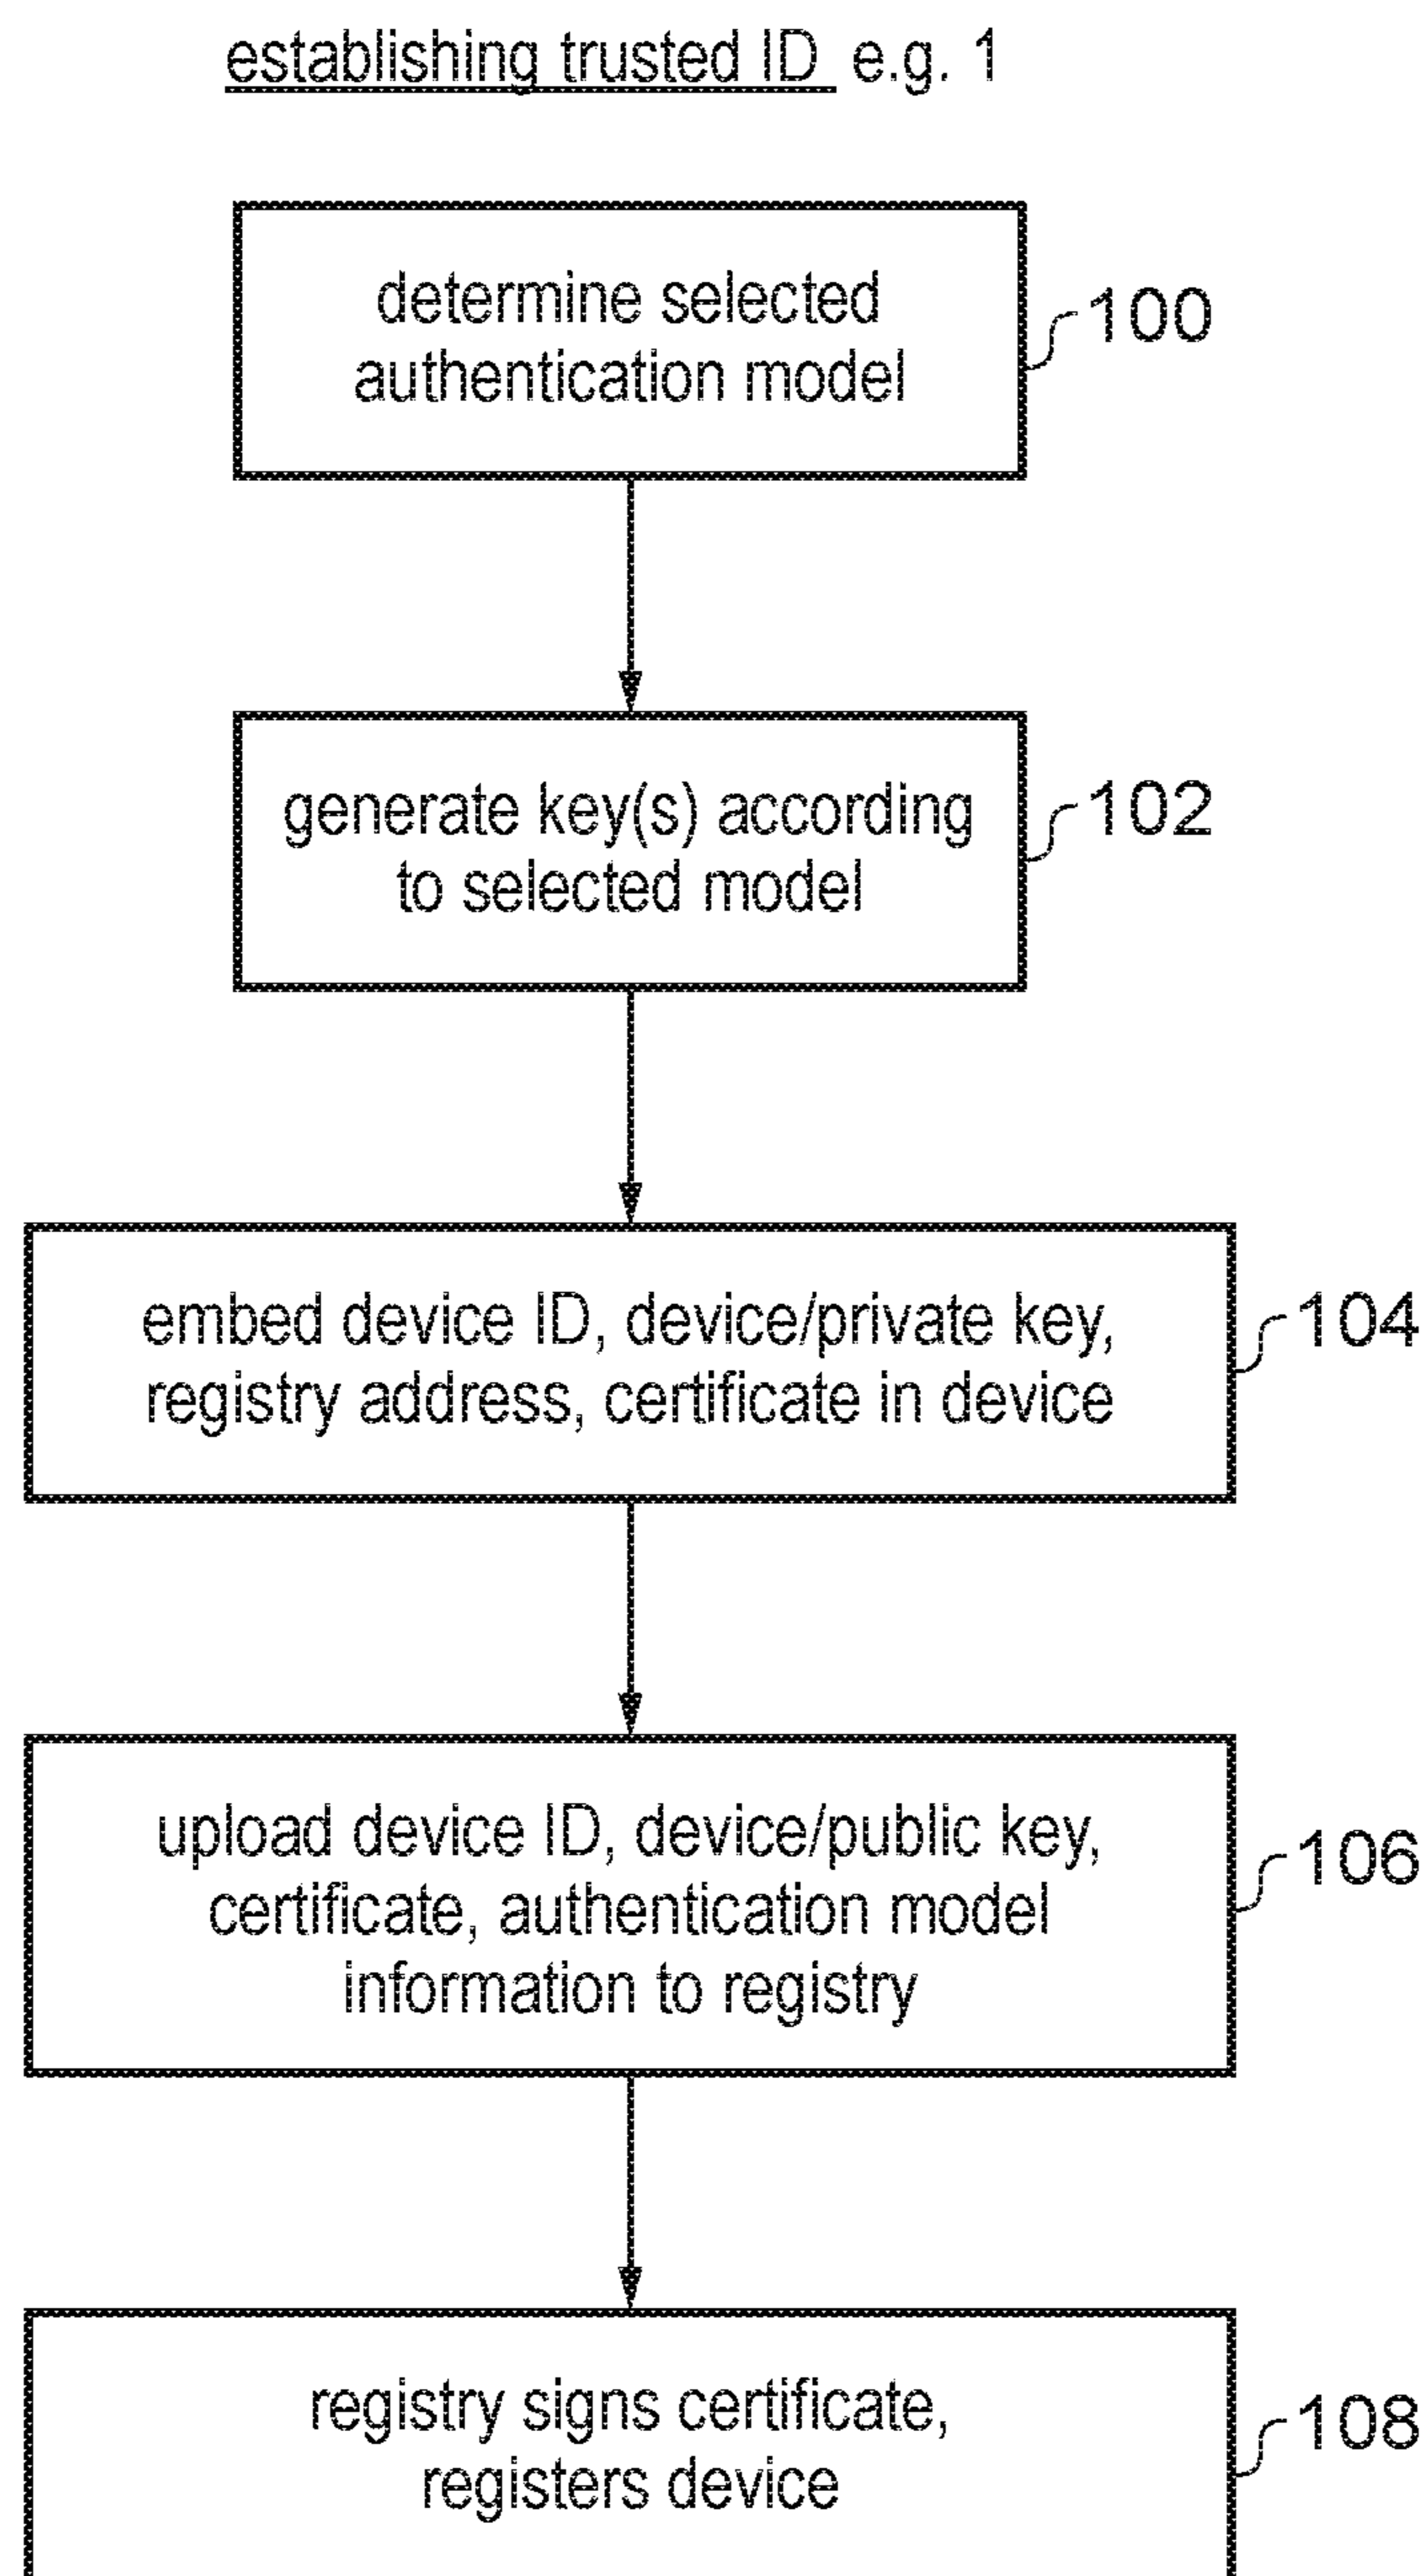 establishing trusted ID e.g. 1
determine selected
authentication model
100
generate key(s) according
to selected model
102
embed device ID, device/private key,
registry address, certificate in device
104
upload device ID, device/public key,
certificate, authentication model
information to registry
106
registry signs certificate,
registers device
108